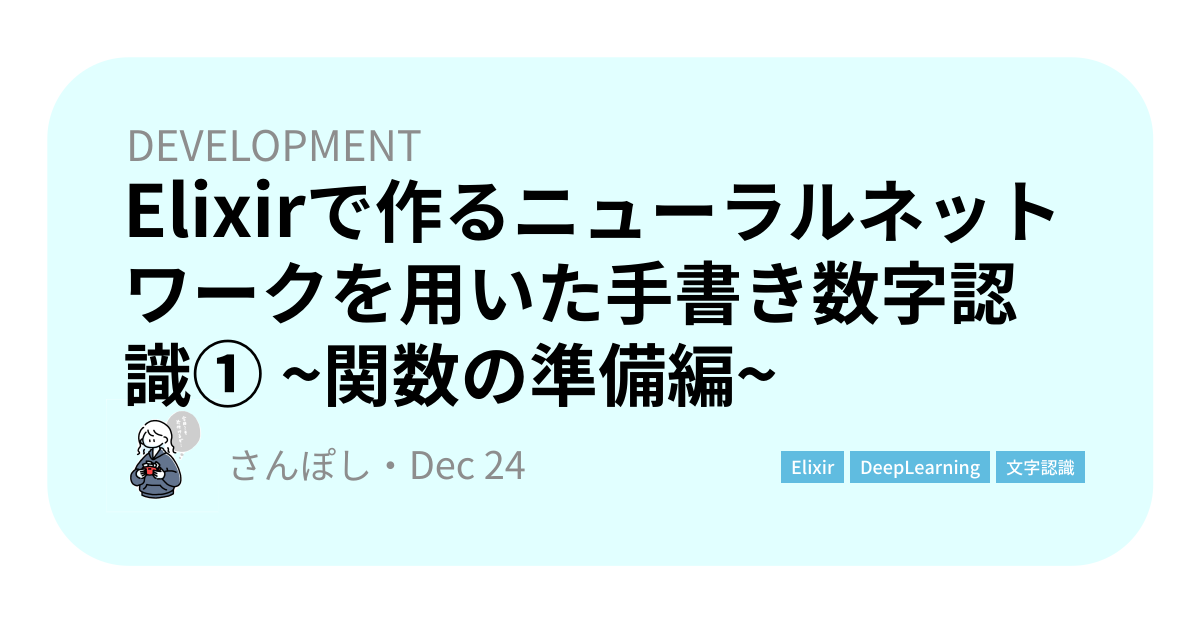 DEVELOPMENT
Elixirで作るニューラルネット
ワークを用いた手書き数字認
識① ~関数の準備編~
さんぽし・Dec 24
Elixir DeepLearning 文字認識